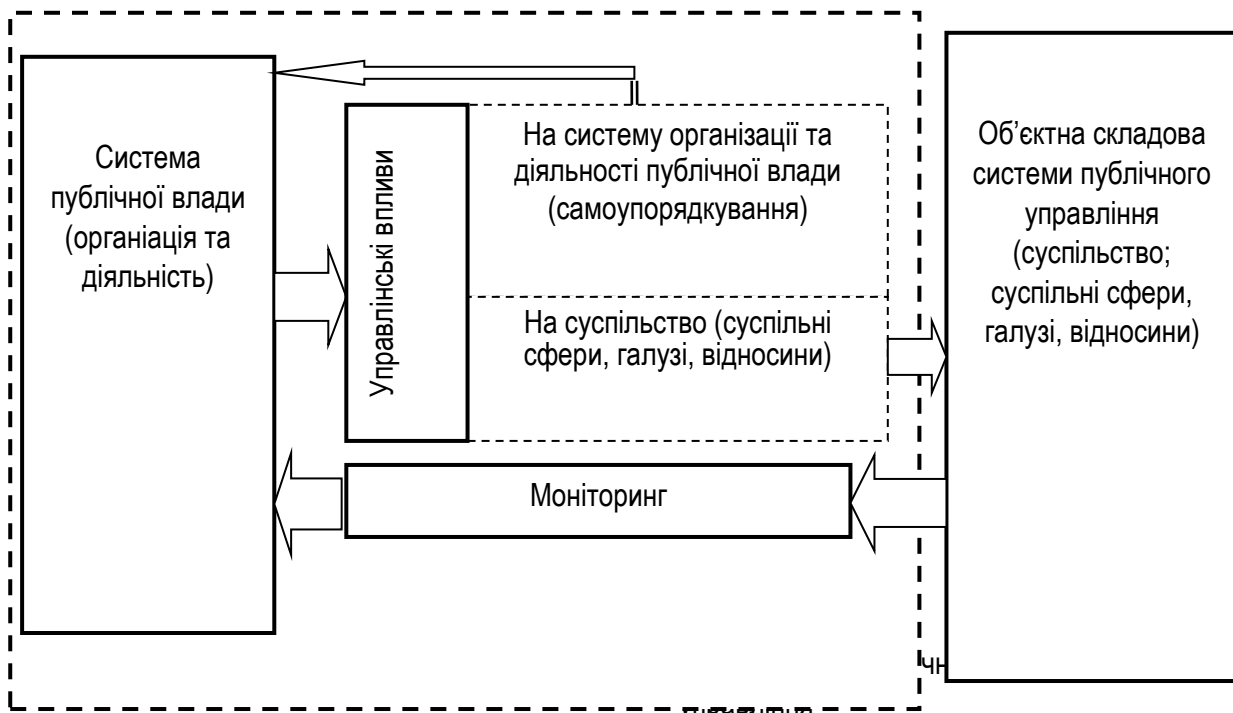 Система
публічної влади
(органіація та
діяльність)
Управлінські впливи
На систему організації та
діяльності публічної влади
(самоупорядкування)
На суспільство (суспільні
сфери, галузі, відносини)
Моніторинг
Об’єктна складова
системи публічного
управління
(суспільство;
суспільні сфери,
галузі, відносини)